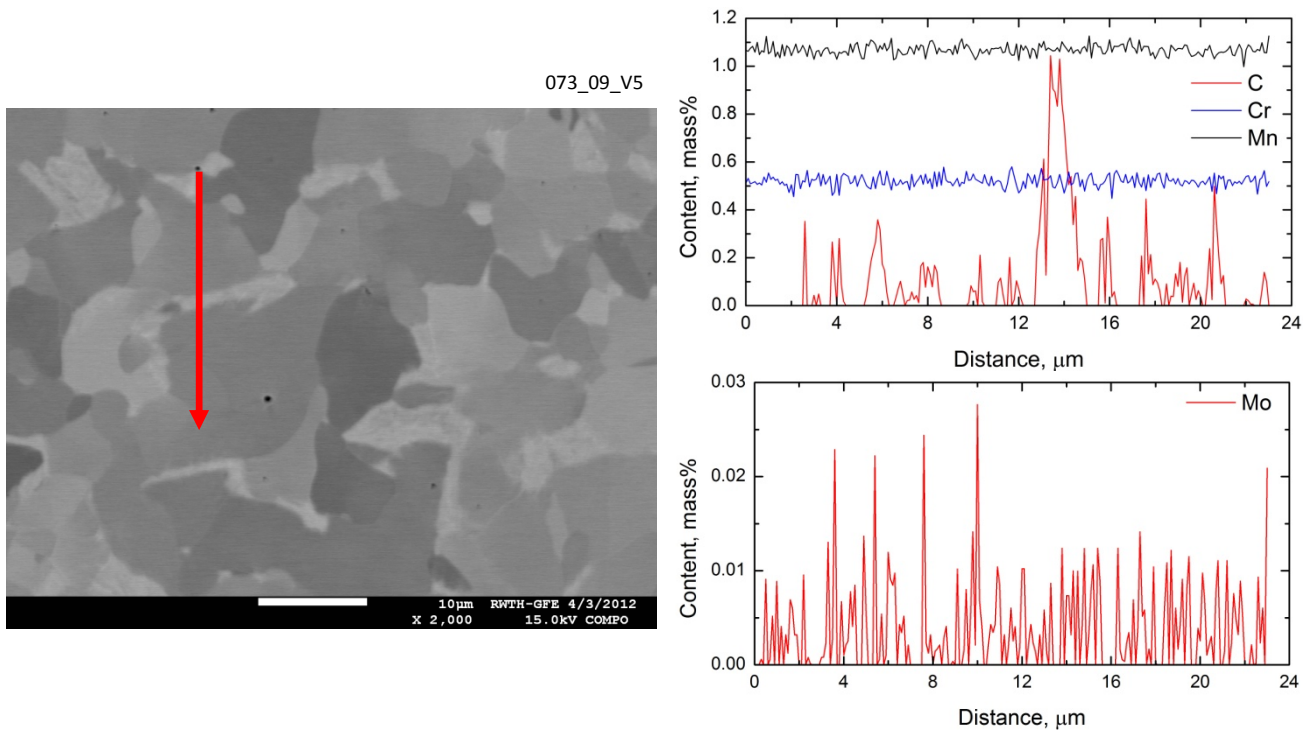 073_09_V5
10µm RWTH-GFE 4/3/2012
X 2,000 15.0kV COMPO
Content, mass%
1.2
1.0
0.8
0.6
0.4
0.2
0.0
C
Cr
Mn
0 4 8 12 16 20 24
Distance, µm
Content, mass%
0.03
0.02
0.01
0.00
Mo
0 4 8 12 16 20 24
Distance, µm